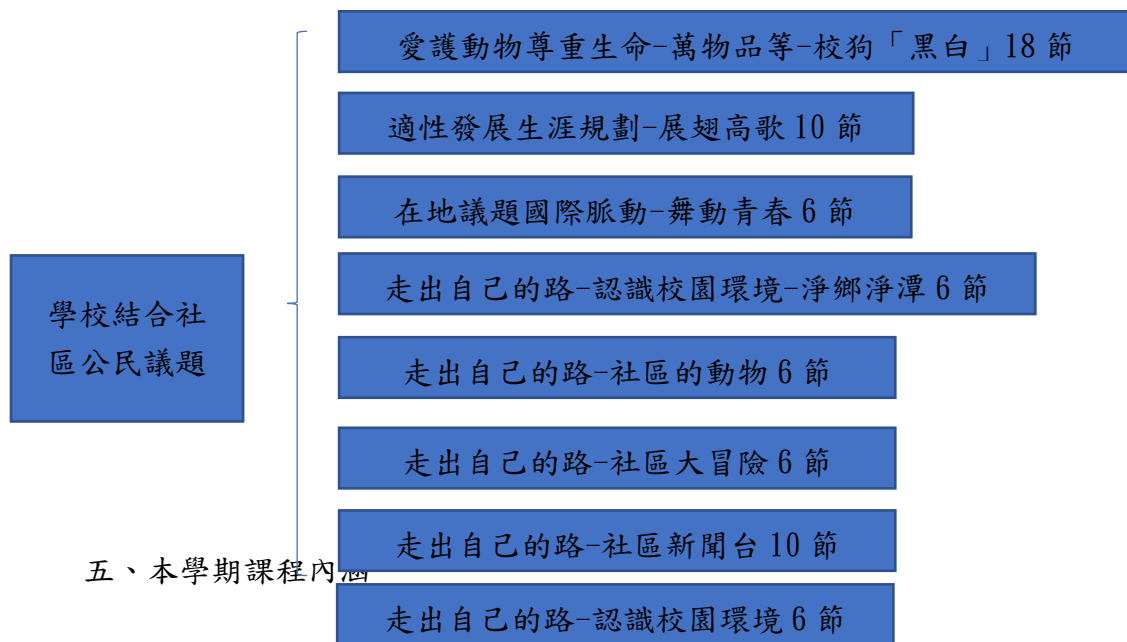 愛護動物尊重生命-萬物品等-校狗「黑白」18 節
適性發展生涯規劃-展翅高歌 10 節
在地議題國際脈動-舞動青春 6 節
走出自己的路-認識校園環境-淨鄉淨潭 6 節
學校結合社
區公民議題
走出自己的路-社區的動物 6 節
走出自己的路-社區大冒險 6 節
走出自己的路-社區新聞台 10 節
五、本學期課程內涵
走出自己的路-認識校園環境 6 節